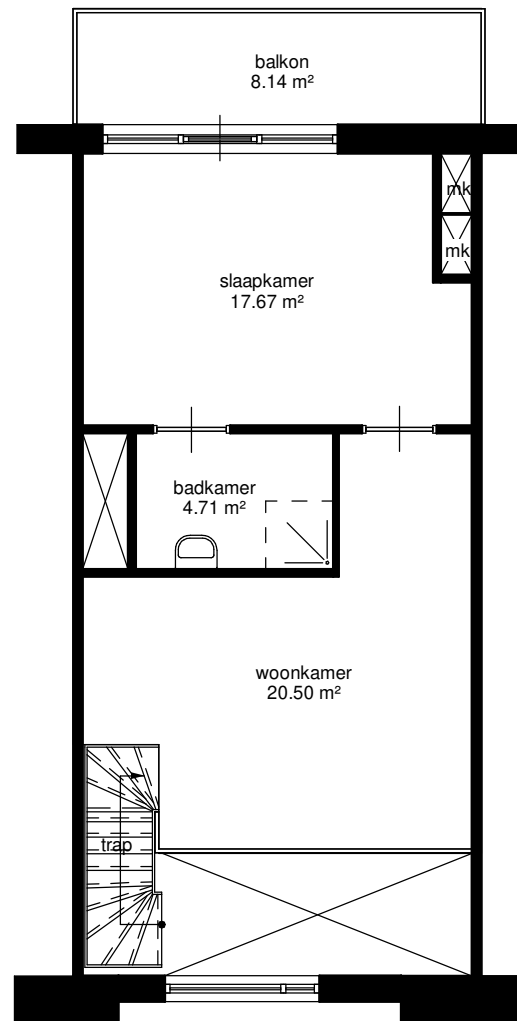 balkon
8.14 m²
mk
mk
slaapkamer
17.67 m²
badkamer
4.71 m²
woonkamer
20.50 m²
trap